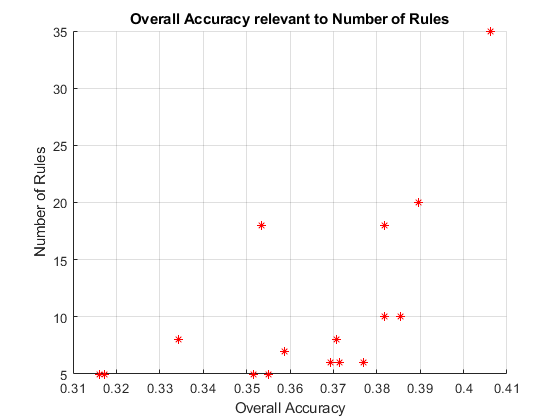 Overall Accuracy relevant to Number of Rules
35
30
25
20
15
10
5
Number of Rules
0.31 0.32 0.33 0.34 0.35 0.36 0.37 0.38 0.39 0.4 0.41
Overall Accuracy